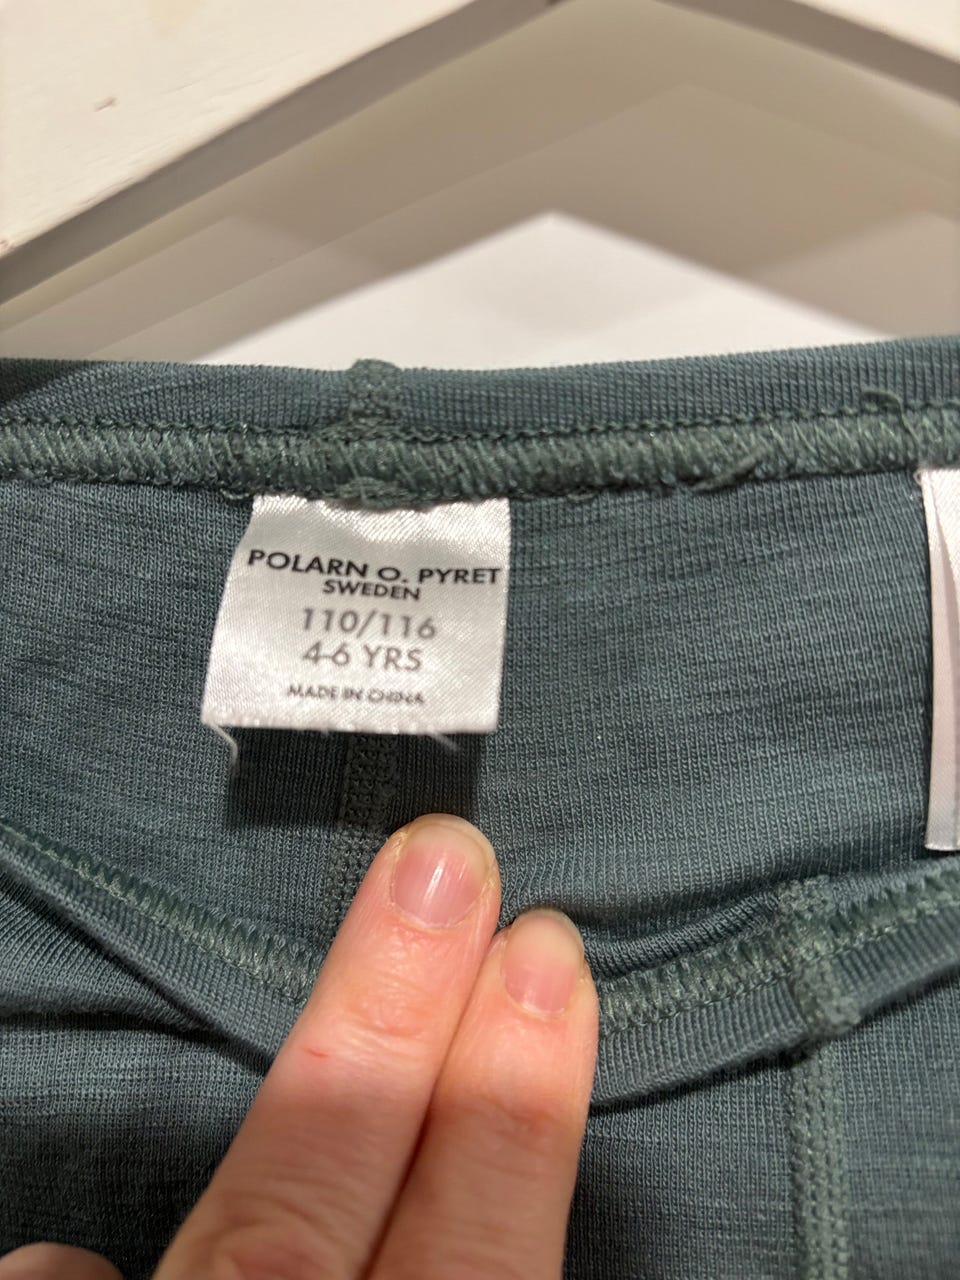 POLARN O. PYRET
SWEDEN
110/116
4-6 YRS
MADE IN CHINA